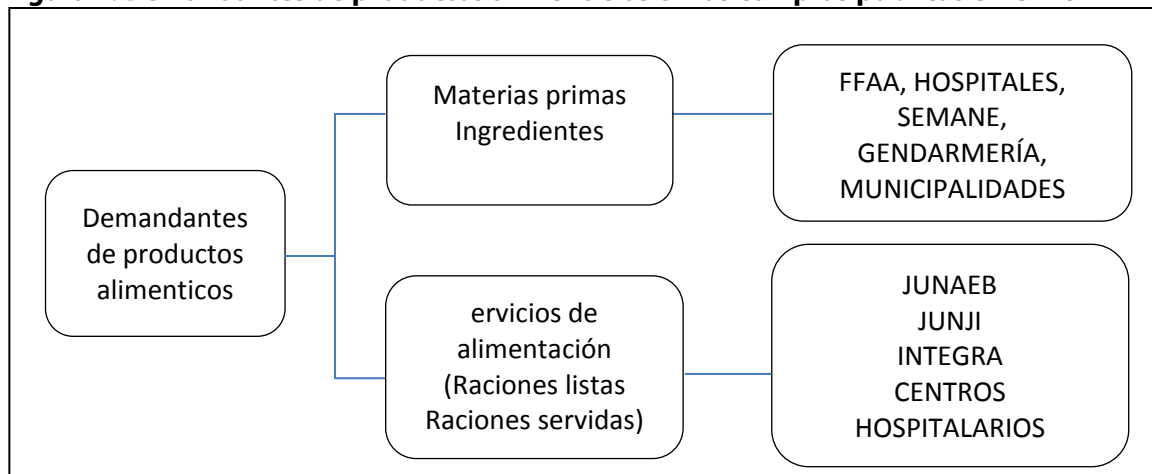 Demandantes
de productos
alimenticos
Materias primas
Ingredientes
FFAA, HOSPITALES,
SEMANE,
GENDARMERÍA,
MUNICIPALIDADES
ervicios de
alimentación
(Raciones listas
Raciones servidas)
JUNAEB
JUNJI
INTEGRA
CENTROS
HOSPITALARIOS